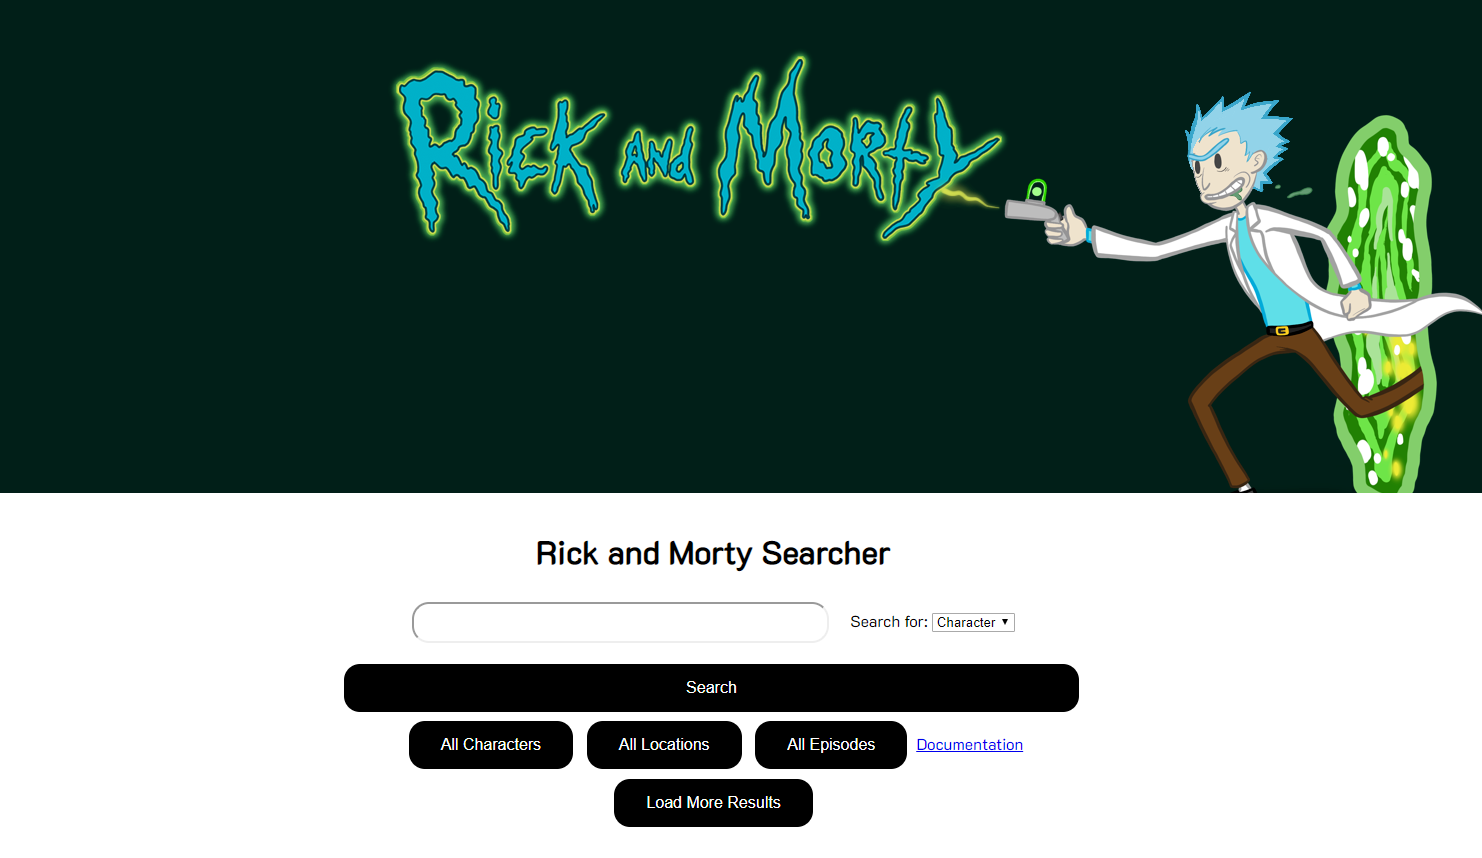 Rick and Morty
Rick and Morty Searcher
Search for: Character
Search
All Characters All Locations All Episodes Documentation
Load More Results